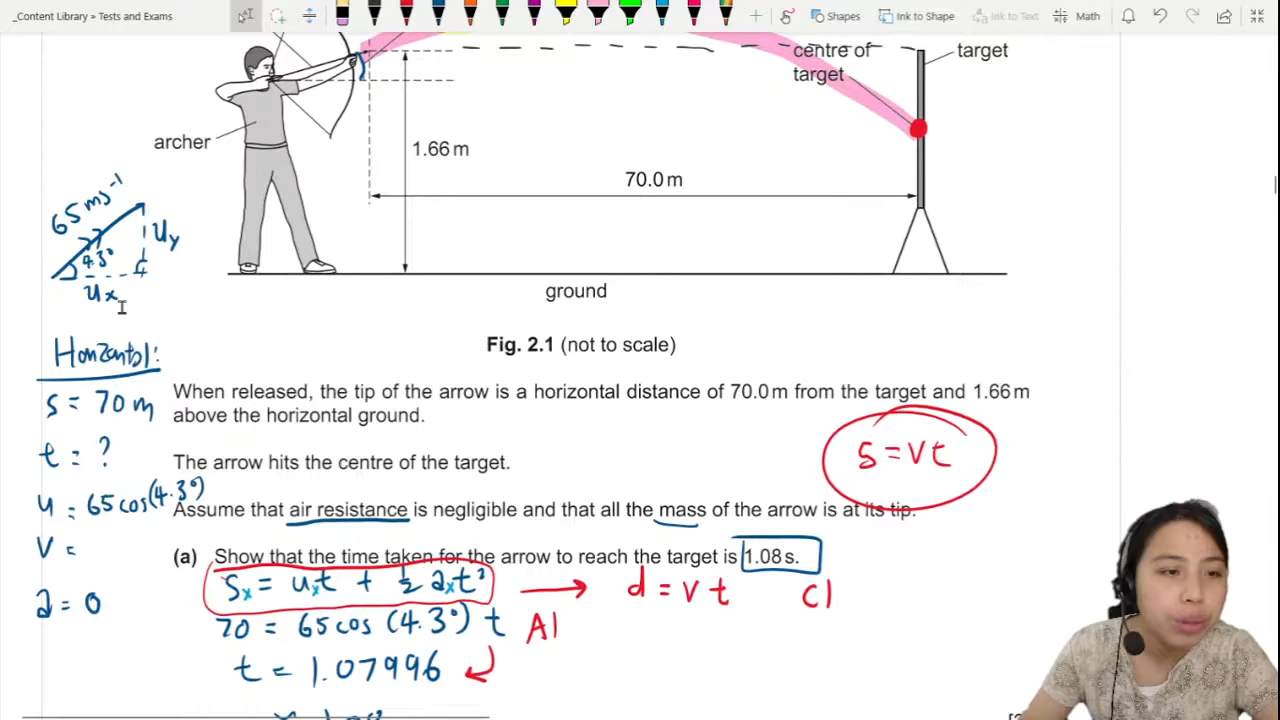 _Content Library » Tests and Exams
Shapes
Ink to Shape
Ink to Text
Math
centre of
target
target
archer
1.66 m
70.0 m
65 ms⁻¹
4.3°
uy
ux
ground
Fig. 2.1 (not to scale)
Horizontal:
s = 70 m
t = ?
u = 65 cos(4.3°)
v =
a = 0
When released, the tip of the arrow is a horizontal distance of 70.0 m from the target and 1.66 m
above the horizontal ground.
The arrow hits the centre of the target.
s = vt
Assume that air resistance is negligible and that all the mass of the arrow is at its tip.
(a) Show that the time taken for the arrow to reach the target is 1.08 s.
sx = uxt + ½ axt²
d = vt C1
70 = 65 cos (4.3°) t A1
t = 1.07996